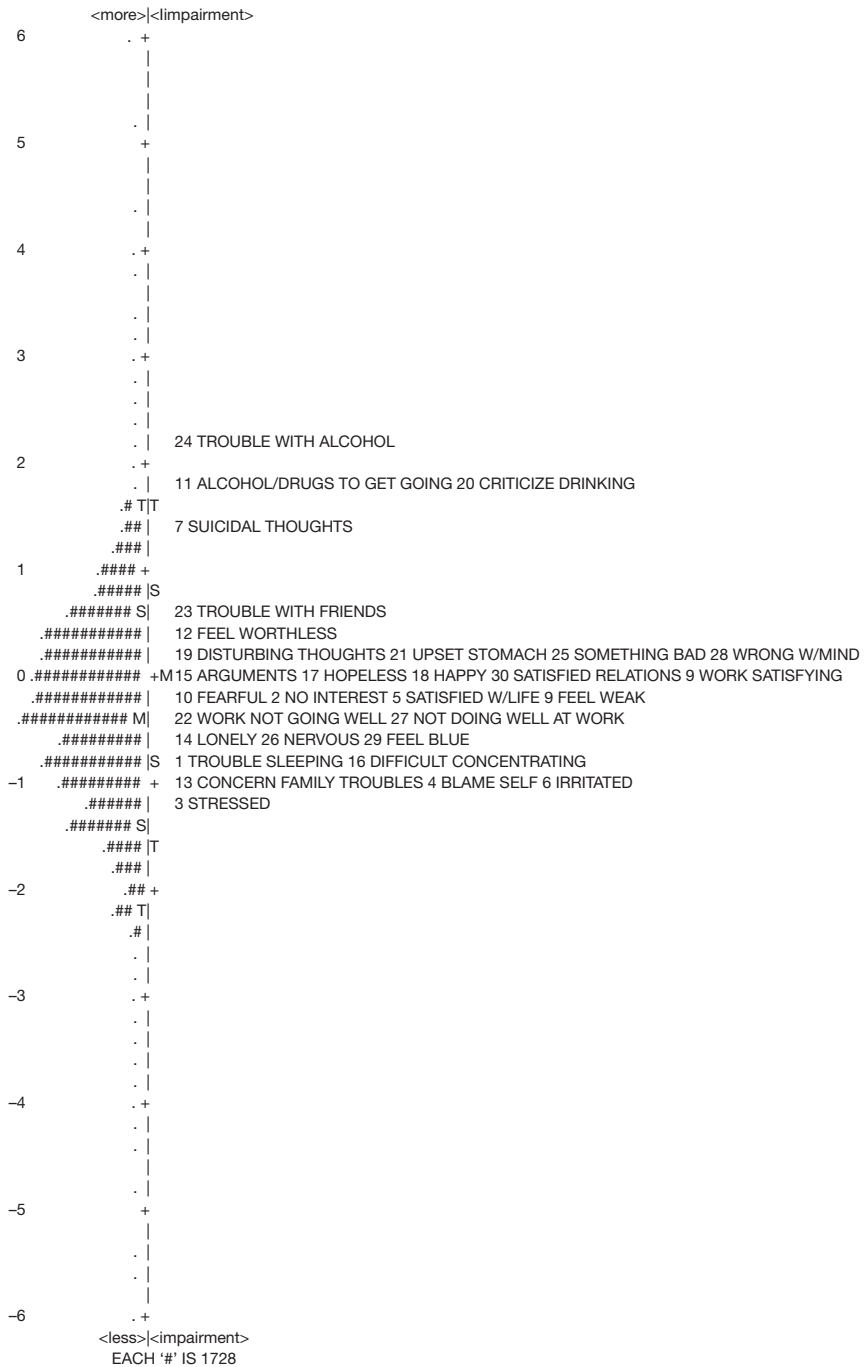 <more>|<Iimpairment>
6 . +
|
|
|
. |
5 +
|
|
. |
|
4 . +
. |
|
. |
. |
3 . +
. |
. |
. |
. | 24 TROUBLE WITH ALCOHOL
2 . +
. | 11 ALCOHOL/DRUGS TO GET GOING 20 CRITICIZE DRINKING
.# T|T
.## | 7 SUICIDAL THOUGHTS
.### |
1 .#### +
.##### |S
.####### S| 23 TROUBLE WITH FRIENDS
.########### | 12 FEEL WORTHLESS
.########### | 19 DISTURBING THOUGHTS 21 UPSET STOMACH 25 SOMETHING BAD 28 WRONG W/MIND
0 .############ +M 15 ARGUMENTS 17 HOPELESS 18 HAPPY 30 SATISFIED RELATIONS 9 WORK SATISFYING
.############ | 10 FEARFUL 2 NO INTEREST 5 SATISFIED W/LIFE 9 FEEL WEAK
.############ M| 22 WORK NOT GOING WELL 27 NOT DOING WELL AT WORK
.######### | 14 LONELY 26 NERVOUS 29 FEEL BLUE
.########### |S 1 TROUBLE SLEEPING 16 DIFFICULT CONCENTRATING
–1 .######### + 13 CONCERN FAMILY TROUBLES 4 BLAME SELF 6 IRRITATED
.###### | 3 STRESSED
.####### S|
.#### |T
.### |
–2 .## +
.## T|
.# |
. |
. |
–3 . +
. |
. |
. |
. |
–4 . +
. |
. |
|
. |
–5 +
|
. |
. |
|
–6 . +
<less>|<impairment>
EACH ‘#’ IS 1728